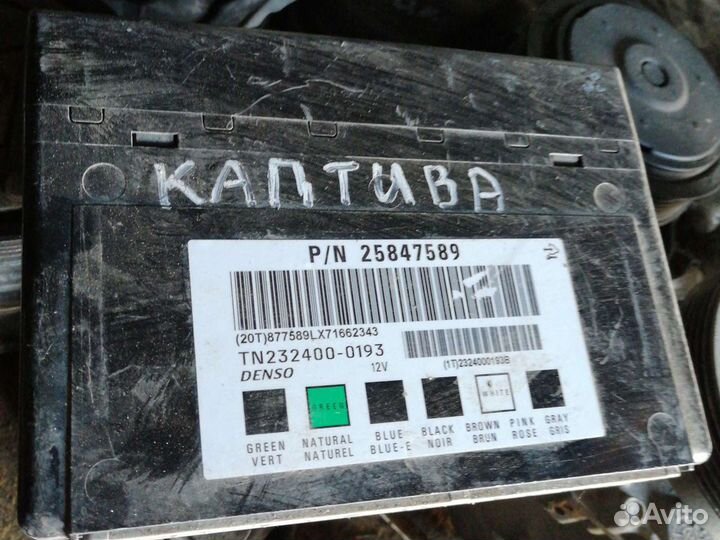 КАПТИВА
P/N 25847589
(20T)877589LX71662343
TN232400-0193
DENSO
12V
(1T)2324000193B
GREEN
WHITE
GREEN NATURAL BLUE BLACK BROWN PINK GRAY
VERT NATUREL BLUE-E NOIR BRUN ROSE GRIS
Avito